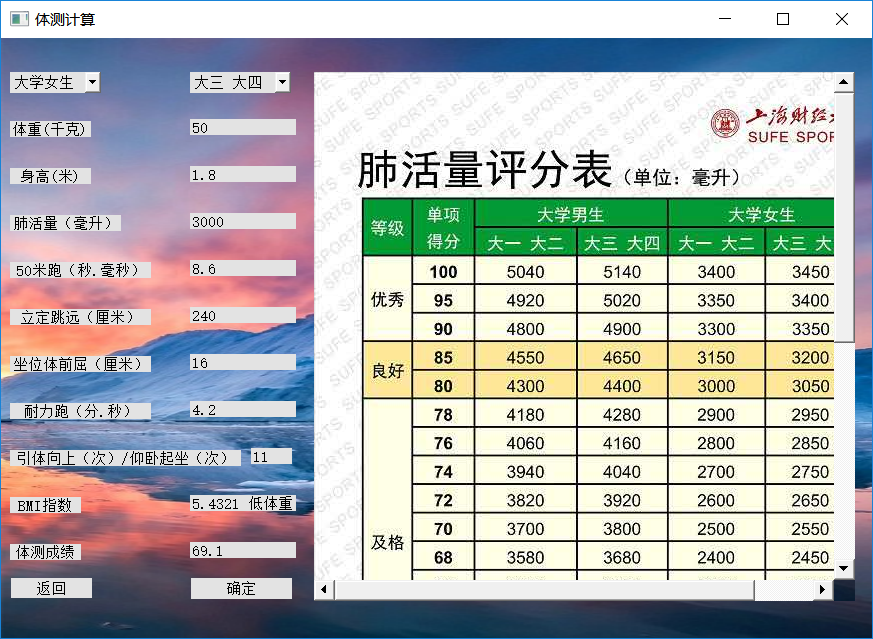 体测计算
大学女生
大三 大四
体重(千克)
50
身高(米)
1.8
肺活量（毫升）
3000
50米跑（秒.毫秒）
8.6
立定跳远（厘米）
240
坐位体前屈（厘米）
16
耐力跑（分.秒）
4.2
引体向上（次）/仰卧起坐（次）
11
BMI指数
5.4321 低体重
体测成绩
69.1
返回
确定
上海财经
SUFE SPOR
肺活量评分表（单位：毫升）
等级 单项得分 大学男生 大学女生
大一 大二 大三 大四 大一 大二 大三 大
优秀 100 5040 5140 3400 3450
95 4920 5020 3350 3400
90 4800 4900 3300 3350
良好 85 4550 4650 3150 3200
80 4300 4400 3000 3050
及格 78 4180 4280 2900 2950
76 4060 4160 2800 2850
74 3940 4040 2700 2750
72 3820 3920 2600 2650
70 3700 3800 2500 2550
68 3580 3680 2400 2450
SUFE SPORTS